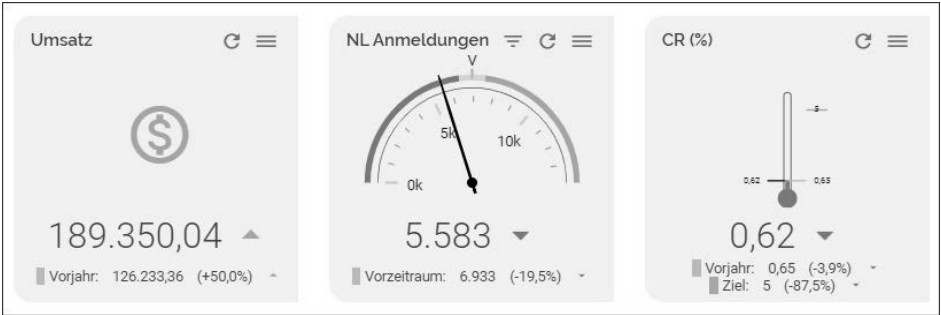 Umsatz
$
189.350,04
Vorjahr: 126.233,36 (+50,0%)
NL Anmeldungen
V
5k
10k
0k
5.583
Vorzeitraum: 6.933 (-19,5%)
CR (%)
5
0,62
0,65
0,62
Vorjahr: 0,65 (-3,9%)
Ziel: 5 (-87,5%)